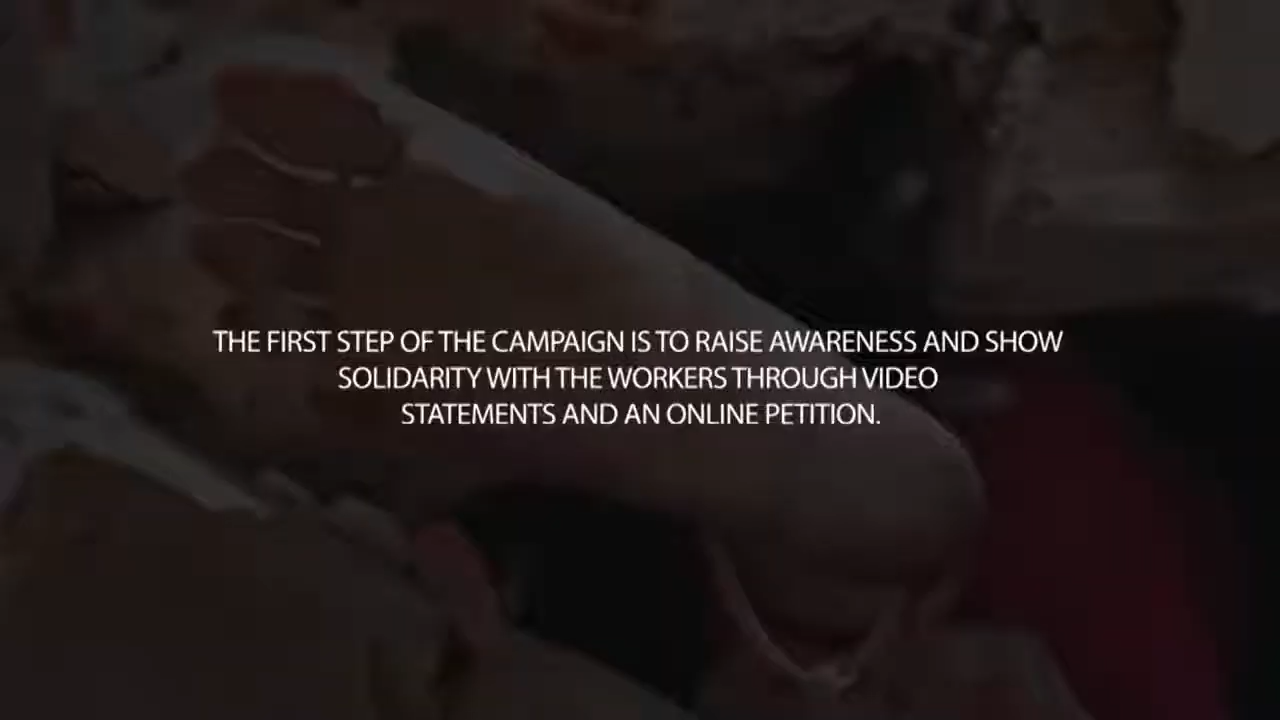 THE FIRST STEP OF THE CAMPAIGN IS TO RAISE AWARENESS AND SHOW
SOLIDARITY WITH THE WORKERS THROUGH VIDEO
STATEMENTS AND AN ONLINE PETITION.